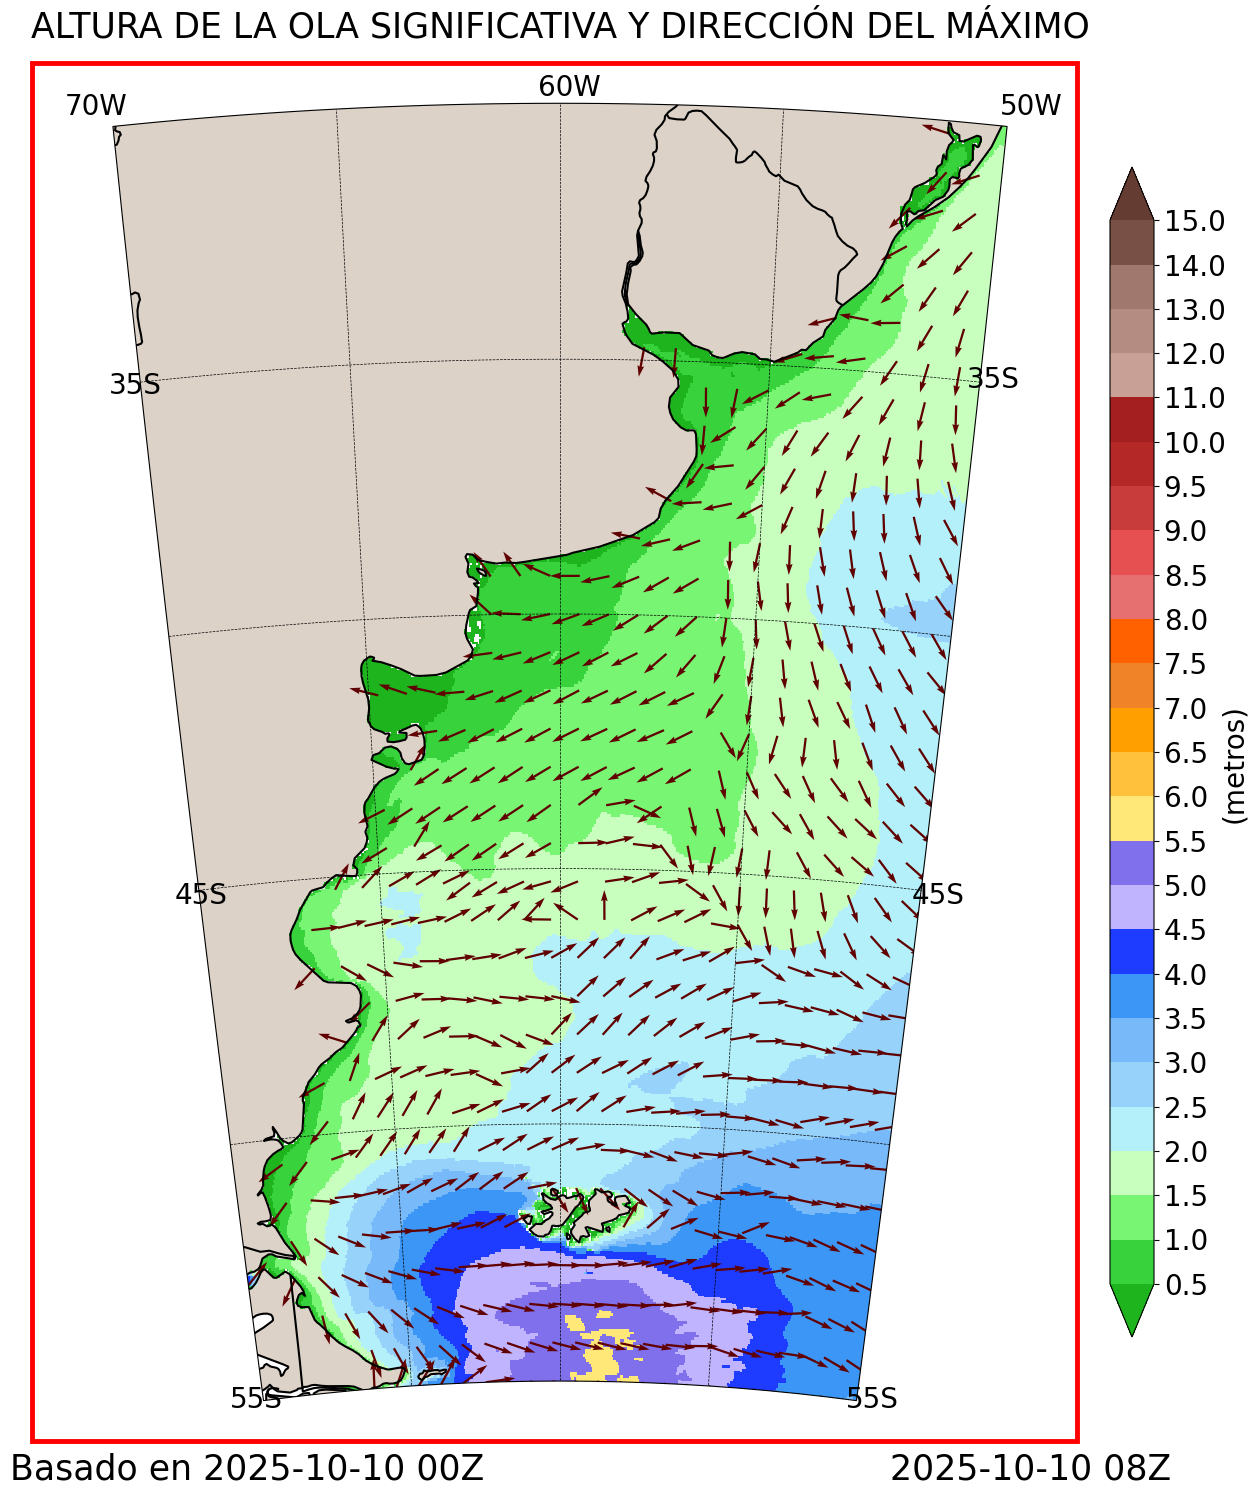 ALTURA DE LA OLA SIGNIFICATIVA Y DIRECCIÓN DEL MÁXIMO
70W
60W
50W
35S
35S
45S
45S
55S
55S
15.0
14.0
13.0
12.0
11.0
10.0
9.5
9.0
8.5
8.0
7.5
7.0
6.5
6.0
5.5
5.0
4.5
4.0
3.5
3.0
2.5
2.0
1.5
1.0
0.5
(metros)
Basado en 2025-10-10 00Z
2025-10-10 08Z